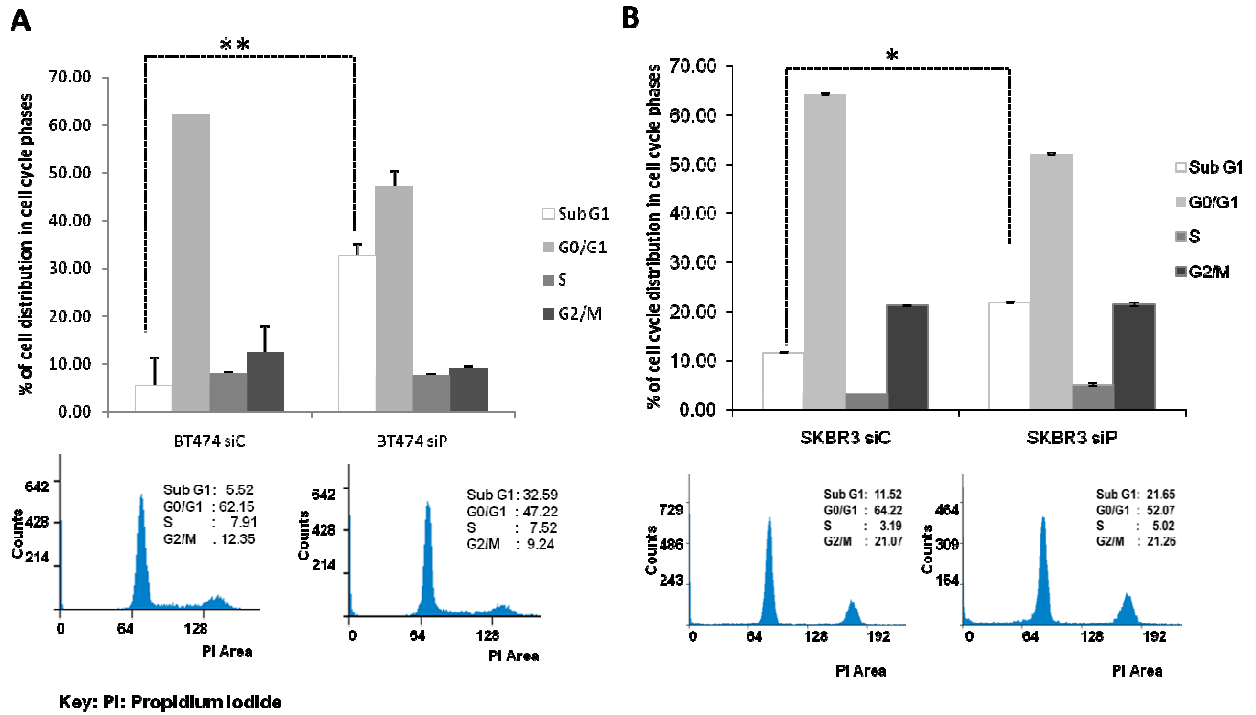 A
**
% of cell distribution in cell cycle phases
70.00
60.00
50.00
40.00
30.00
20.00
10.00
0.00
BT474 siC
BT474 siP
Sub G1
G0/G1
S
G2/M
Counts
642
428
214
0
64
128
PI Area
Sub G1: 5.52
G0/G1 : 62.15
S : 7.91
G2/M : 12.35
Counts
642
428
214
0
64
128
PI Area
Sub G1: 32.59
G0/G1 : 47.22
S : 7.52
G2/M : 9.24
Key: PI: Propidium iodide
B
*
% of cell cycle distribution in cell cycle phases
70.00
60.00
50.00
40.00
30.00
20.00
10.00
0.00
SKBR3 siC
SKBR3 siP
Sub G1
G0/G1
S
G2/M
Counts
729
486
243
0
64
128
192
PI Area
Sub G1: 11.52
G0/G1 : 64.22
S : 3.19
G2/M : 21.07
Counts
464
309
154
0
64
128
192
PI Area
Sub G1: 21.65
G0/G1 : 52.07
S : 5.02
G2/M : 21.26